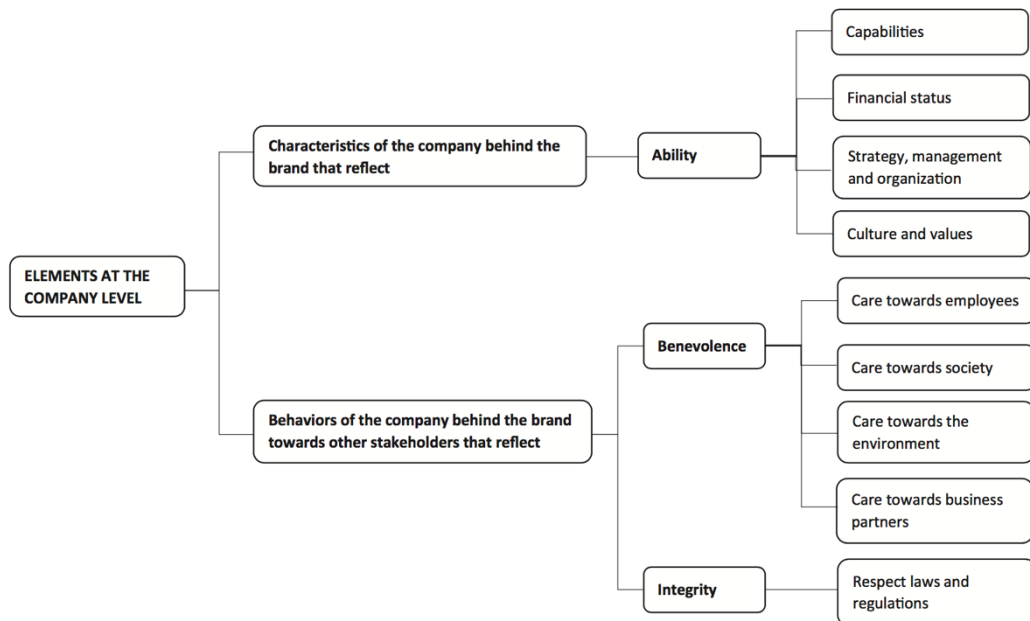 ELEMENTS AT THE
COMPANY LEVEL
Characteristics of the company behind the
brand that reflect
Ability
Capabilities
Financial status
Strategy, management
and organization
Culture and values
Behaviors of the company behind the brand
towards other stakeholders that reflect
Benevolence
Care towards employees
Care towards society
Care towards the
environment
Care towards business
partners
Integrity
Respect laws and
regulations